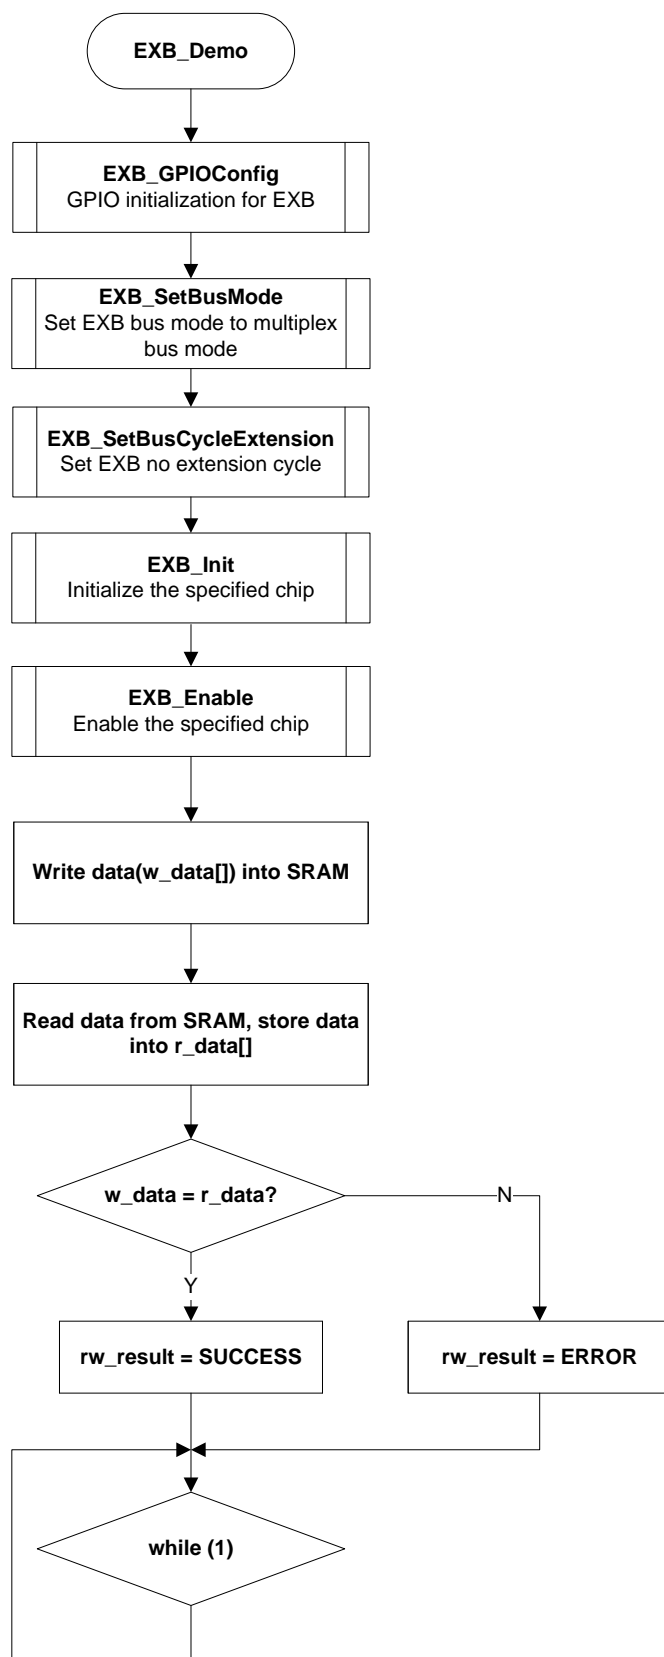 EXB_Demo
EXB_GPIOConfig
GPIO initialization for EXB
EXB_SetBusMode
Set EXB bus mode to multiplex
bus mode
EXB_SetBusCycleExtension
Set EXB no extension cycle
EXB_Init
Initialize the specified chip
EXB_Enable
Enable the specified chip
Write data(w_data[]) into SRAM
Read data from SRAM, store data
into r_data[]
w_data = r_data?
N
Y
rw_result = SUCCESS
rw_result = ERROR
while (1)